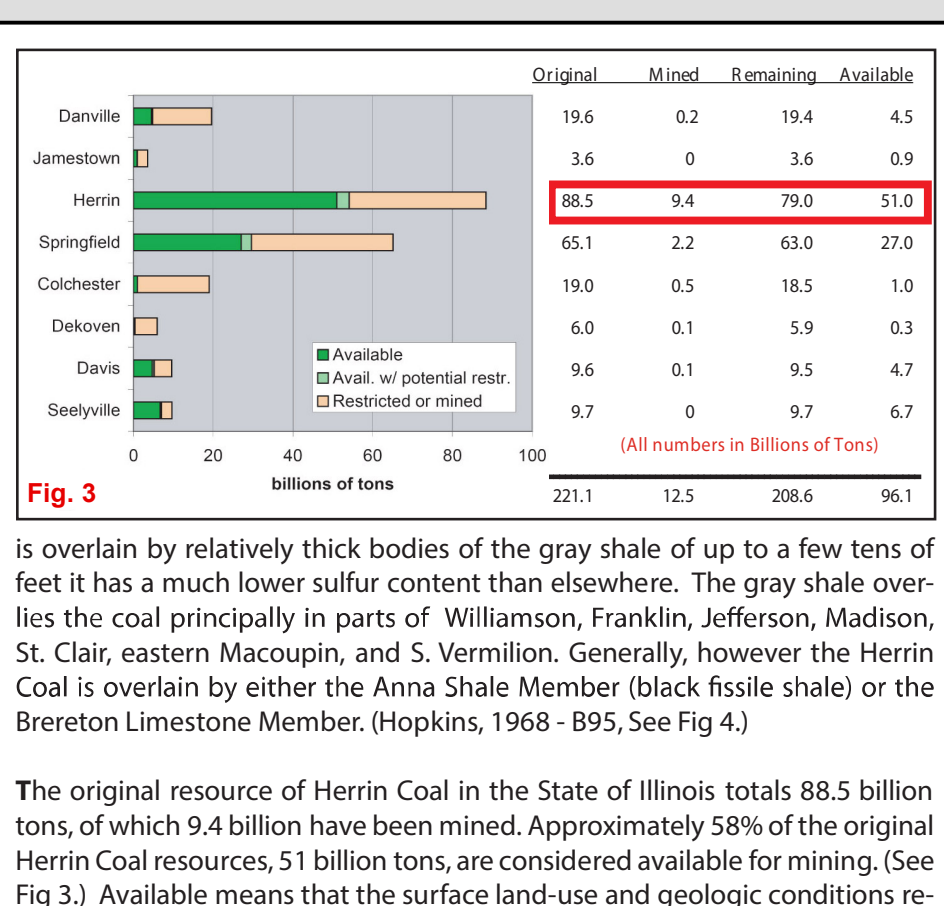 Original Mined Remaining Available
Danville 19.6 0.2 19.4 4.5
Jamestown 3.6 0 3.6 0.9
Herrin 88.5 9.4 79.0 51.0
Springfield 65.1 2.2 63.0 27.0
Colchester 19.0 0.5 18.5 1.0
Dekoven 6.0 0.1 5.9 0.3
Davis 9.6 0.1 9.5 4.7
Seelyville 9.7 0 9.7 6.7
Available
Avail. w/ potential restr.
Restricted or mined
(All numbers in Billions of Tons)
0 20 40 60 80 100
billions of tons
Fig. 3
221.1 12.5 208.6 96.1
is overlain by relatively thick bodies of the gray shale of up to a few tens of
feet it has a much lower sulfur content than elsewhere. The gray shale over-
lies the coal principally in parts of Williamson, Franklin, Jefferson, Madison,
St. Clair, eastern Macoupin, and S. Vermilion. Generally, however the Herrin
Coal is overlain by either the Anna Shale Member (black fissile shale) or the
Brereton Limestone Member. (Hopkins, 1968 - B95, See Fig 4.)
The original resource of Herrin Coal in the State of Illinois totals 88.5 billion
tons, of which 9.4 billion have been mined. Approximately 58% of the original
Herrin Coal resources, 51 billion tons, are considered available for mining. (See
Fig 3.) Available means that the surface land-use and geologic conditions re-